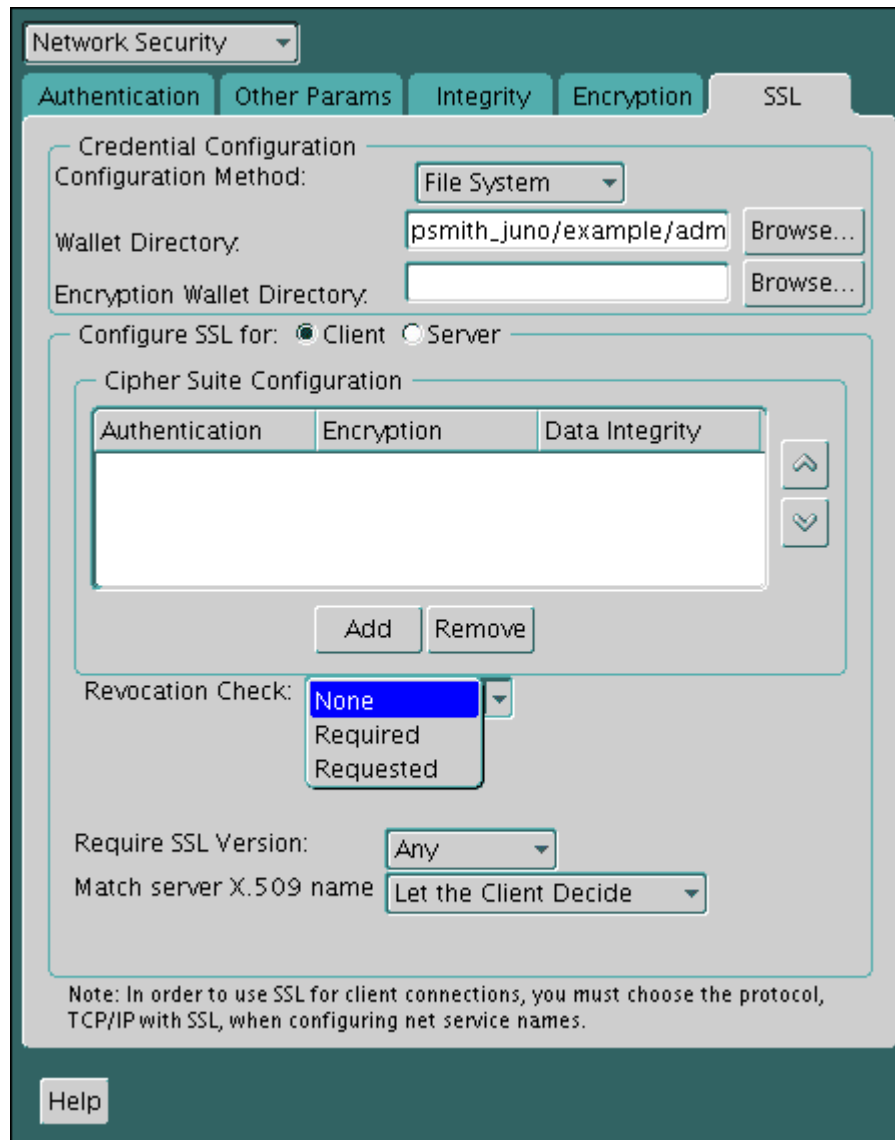 Network Security
Authentication Other Params Integrity Encryption SSL
Credential Configuration
Configuration Method: File System
Wallet Directory: psmith_juno/example/adm Browse...
Encryption Wallet Directory: Browse...
Configure SSL for: Client Server
Cipher Suite Configuration
Authentication Encryption Data Integrity
Add Remove
Revocation Check: None
Required
Requested
Require SSL Version: Any
Match server X.509 name Let the Client Decide
Note: In order to use SSL for client connections, you must choose the protocol,
TCP/IP with SSL, when configuring net service names.
Help